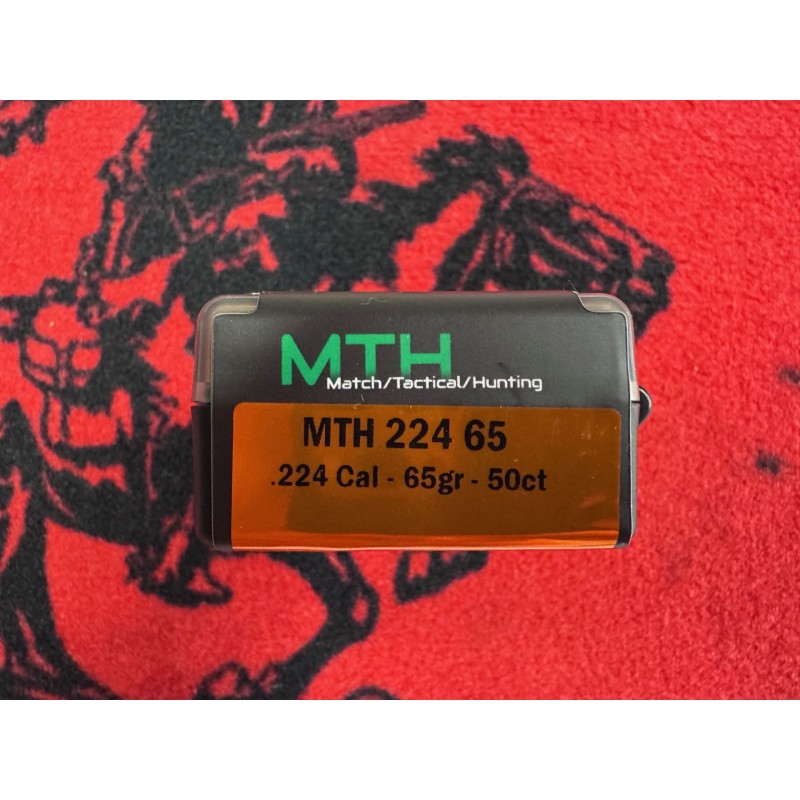 MTH
Match/Tactical/Hunting
MTH 224 65
.224 Cal - 65gr - 50ct